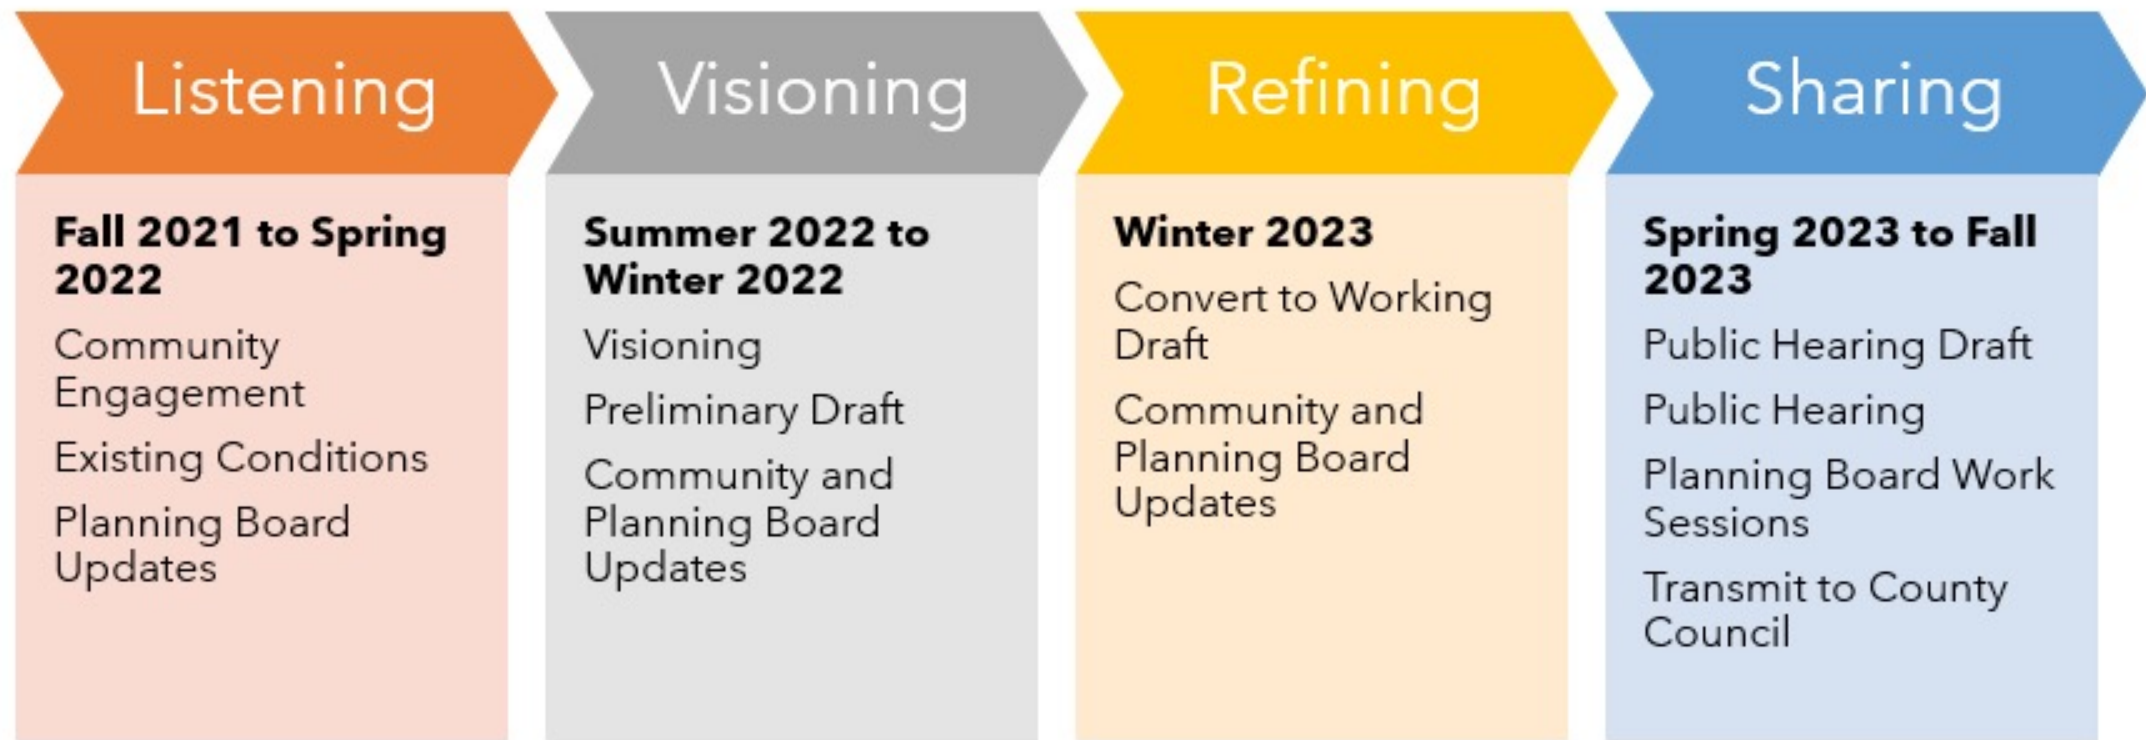 Listening
Fall 2021 to Spring
2022
Community
Engagement
Existing Conditions
Planning Board
Updates
Visioning
Summer 2022 to
Winter 2022
Visioning
Preliminary Draft
Community and
Planning Board
Updates
Refining
Winter 2023
Convert to Working
Draft
Community and
Planning Board
Updates
Sharing
Spring 2023 to Fall
2023
Public Hearing Draft
Public Hearing
Planning Board Work
Sessions
Transmit to County
Council